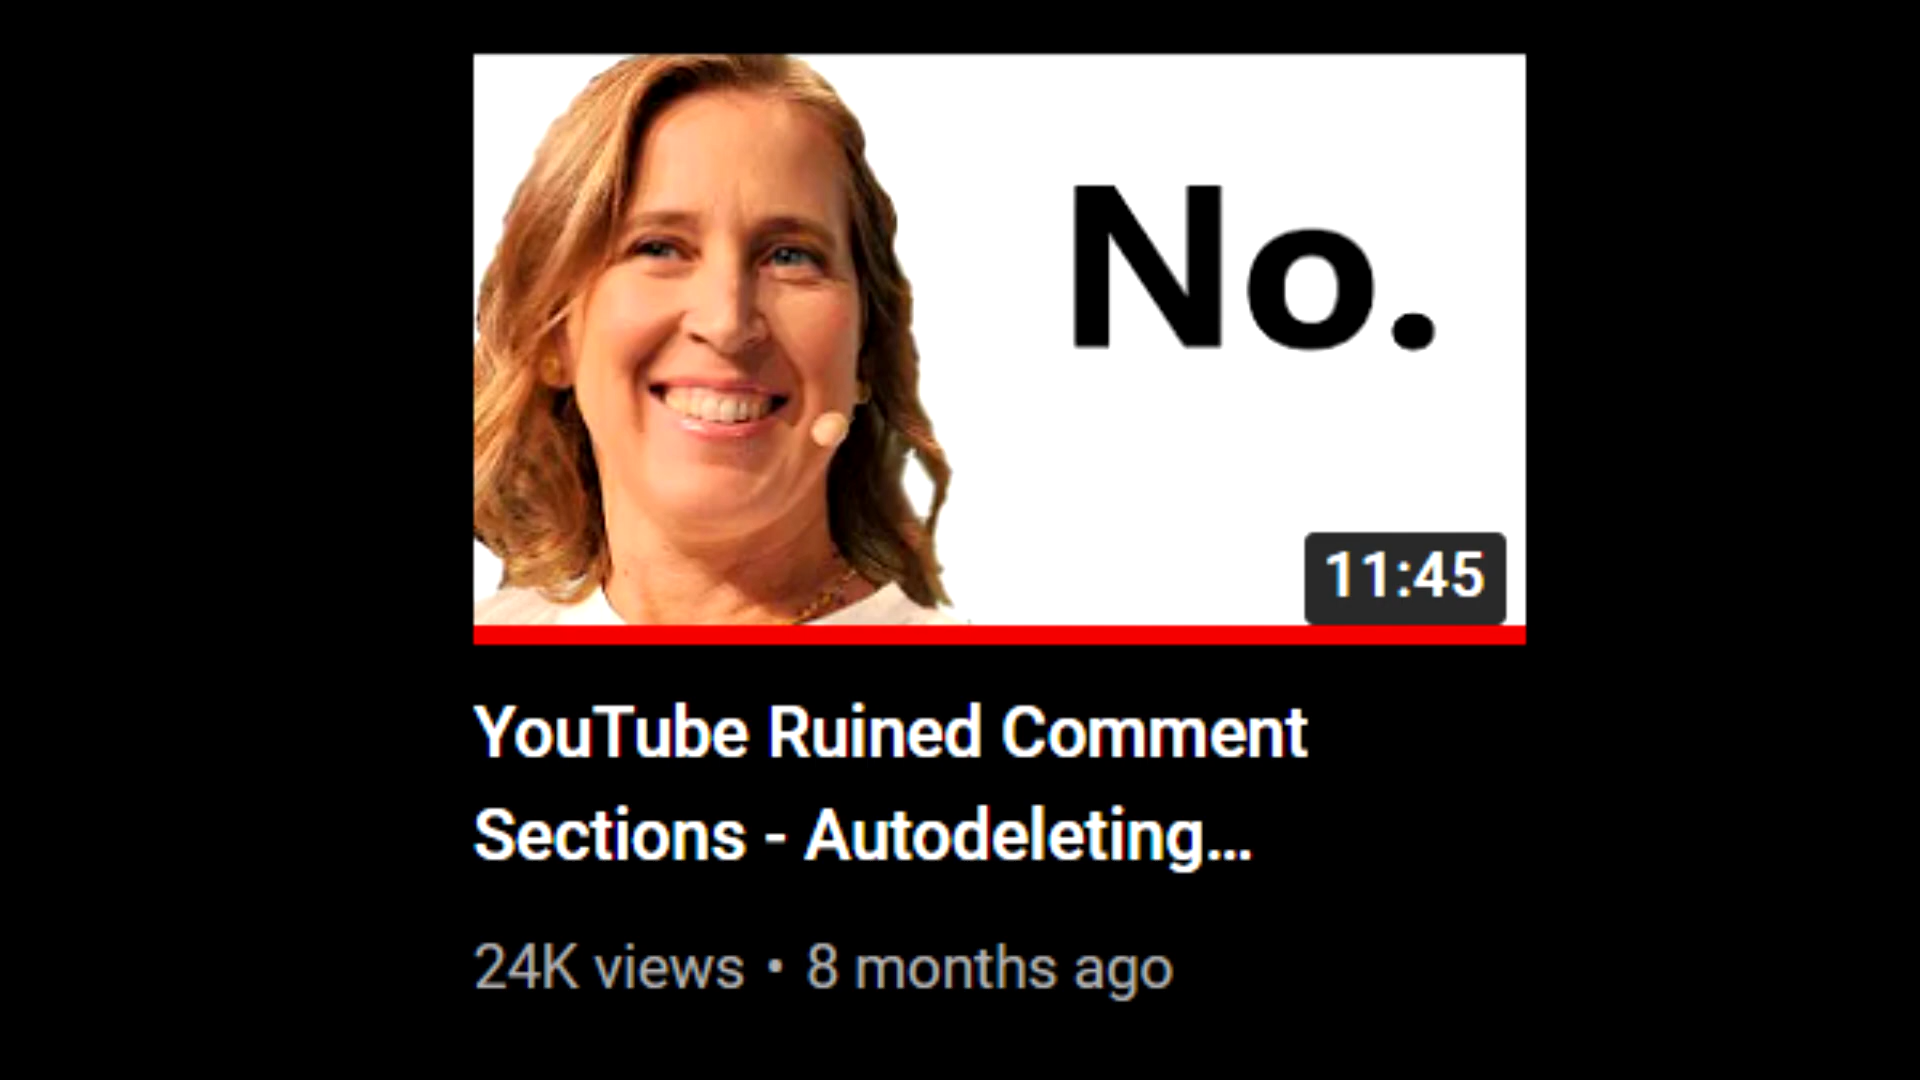 No.
11:45
YouTube Ruined Comment
Sections - Autodeleting...
24K views • 8 months ago